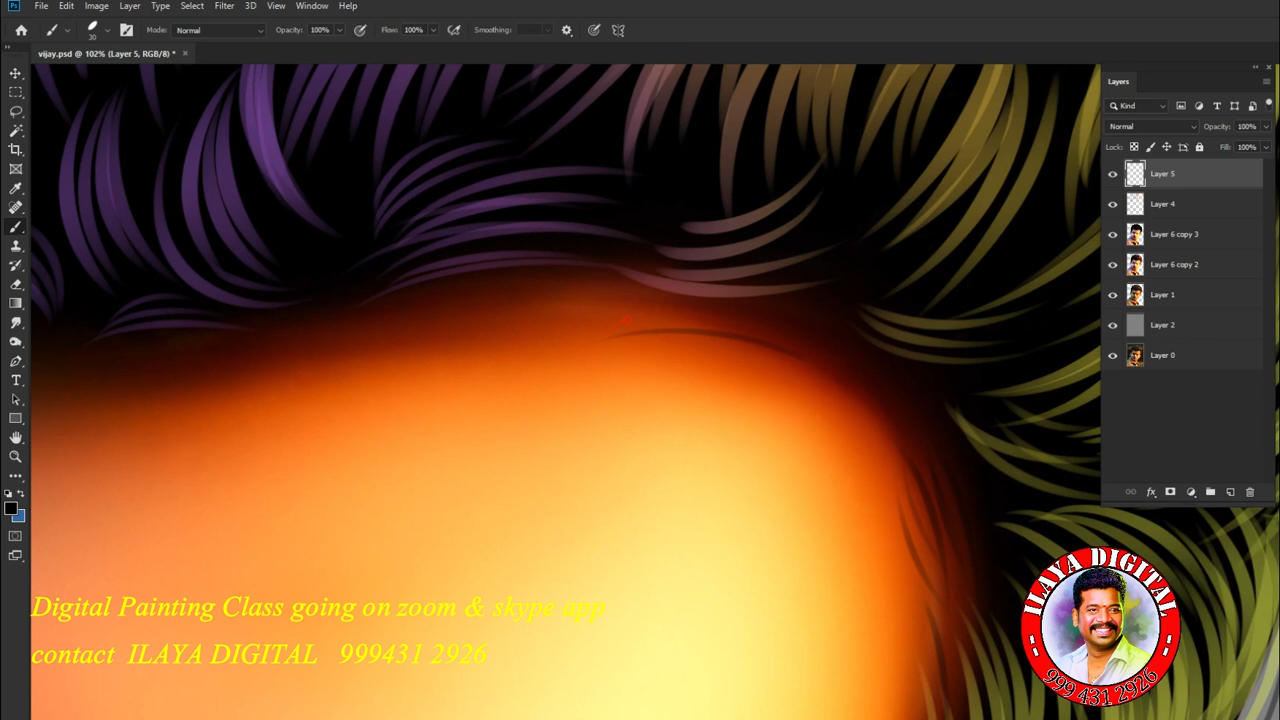 Ps File Edit Image Layer Type Select Filter 3D View Window Help
30 Mode: Normal Opacity: 100% Flow: 100% Smoothing:
vijay.psd @ 102% (Layer 5, RGB/8) * ×
Layers
Kind
Normal Opacity: 100%
Lock: Fill: 100%
Layer 5
Layer 4
Layer 6 copy 3
Layer 6 copy 2
Layer 1
Layer 2
Layer 0
fx
Digital Painting Class going on zoom & skype app
contact ILAYA DIGITAL 999431 2926
ILAYA DIGITAL
999 431 2926